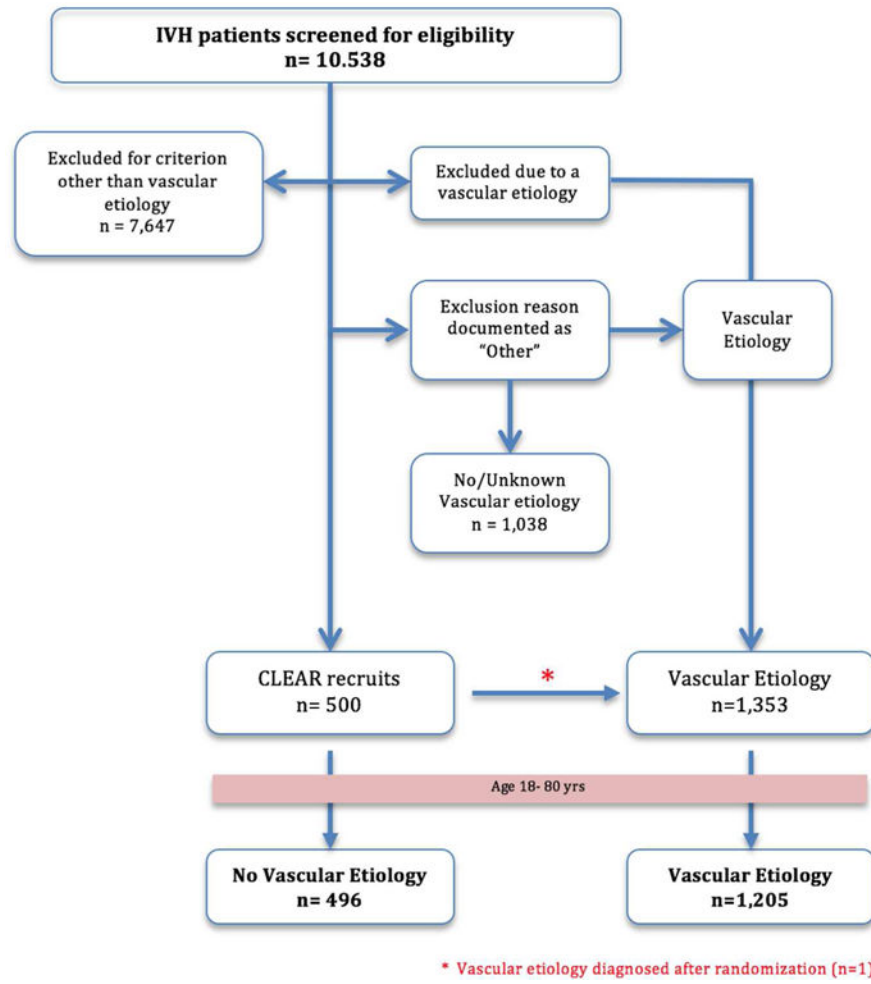 IVH patients screened for eligibility
n= 10.538
Excluded for criterion
other than vascular
etiology
n = 7,647
Excluded due to a
vascular etiology
Exclusion reason
documented as
“Other”
Vascular
Etiology
No/Unknown
Vascular etiology
n = 1,038
CLEAR recruits
n= 500
*
Vascular Etiology
n=1,353
Age 18- 80 yrs
No Vascular Etiology
n= 496
Vascular Etiology
n=1,205
* Vascular etiology diagnosed after randomization (n=1)